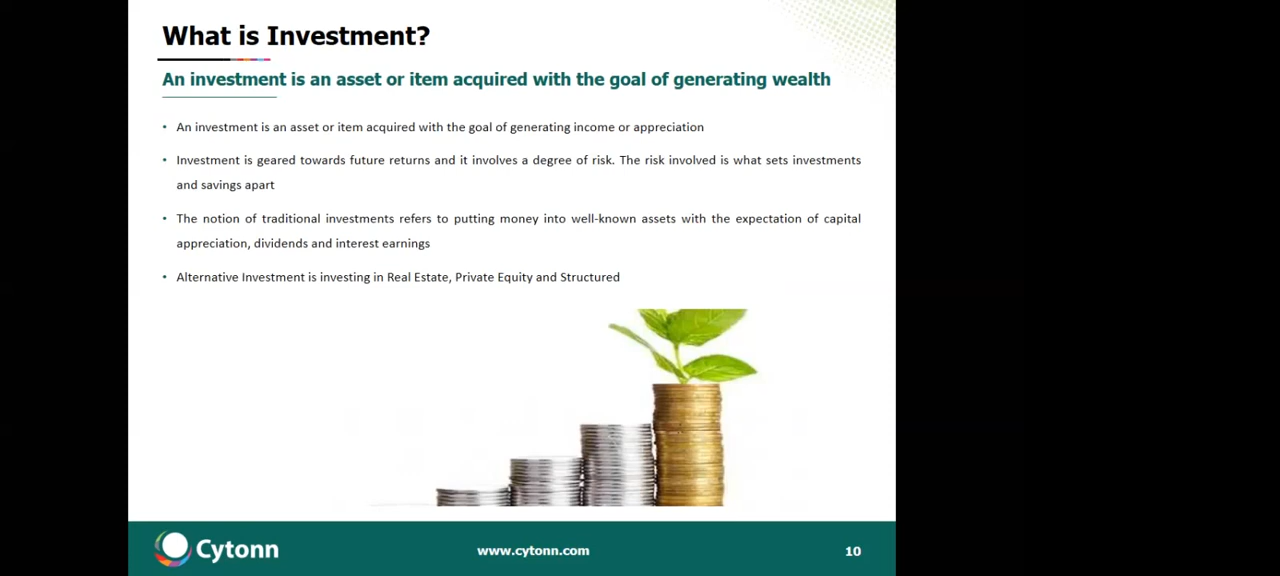 What is Investment?
An investment is an asset or item acquired with the goal of generating wealth
• An investment is an asset or item acquired with the goal of generating income or appreciation
• Investment is geared towards future returns and it involves a degree of risk. The risk involved is what sets investments
and savings apart
• The notion of traditional investments refers to putting money into well-known assets with the expectation of capital
appreciation, dividends and interest earnings
• Alternative Investment is investing in Real Estate, Private Equity and Structured
Cytonn
www.cytonn.com
10